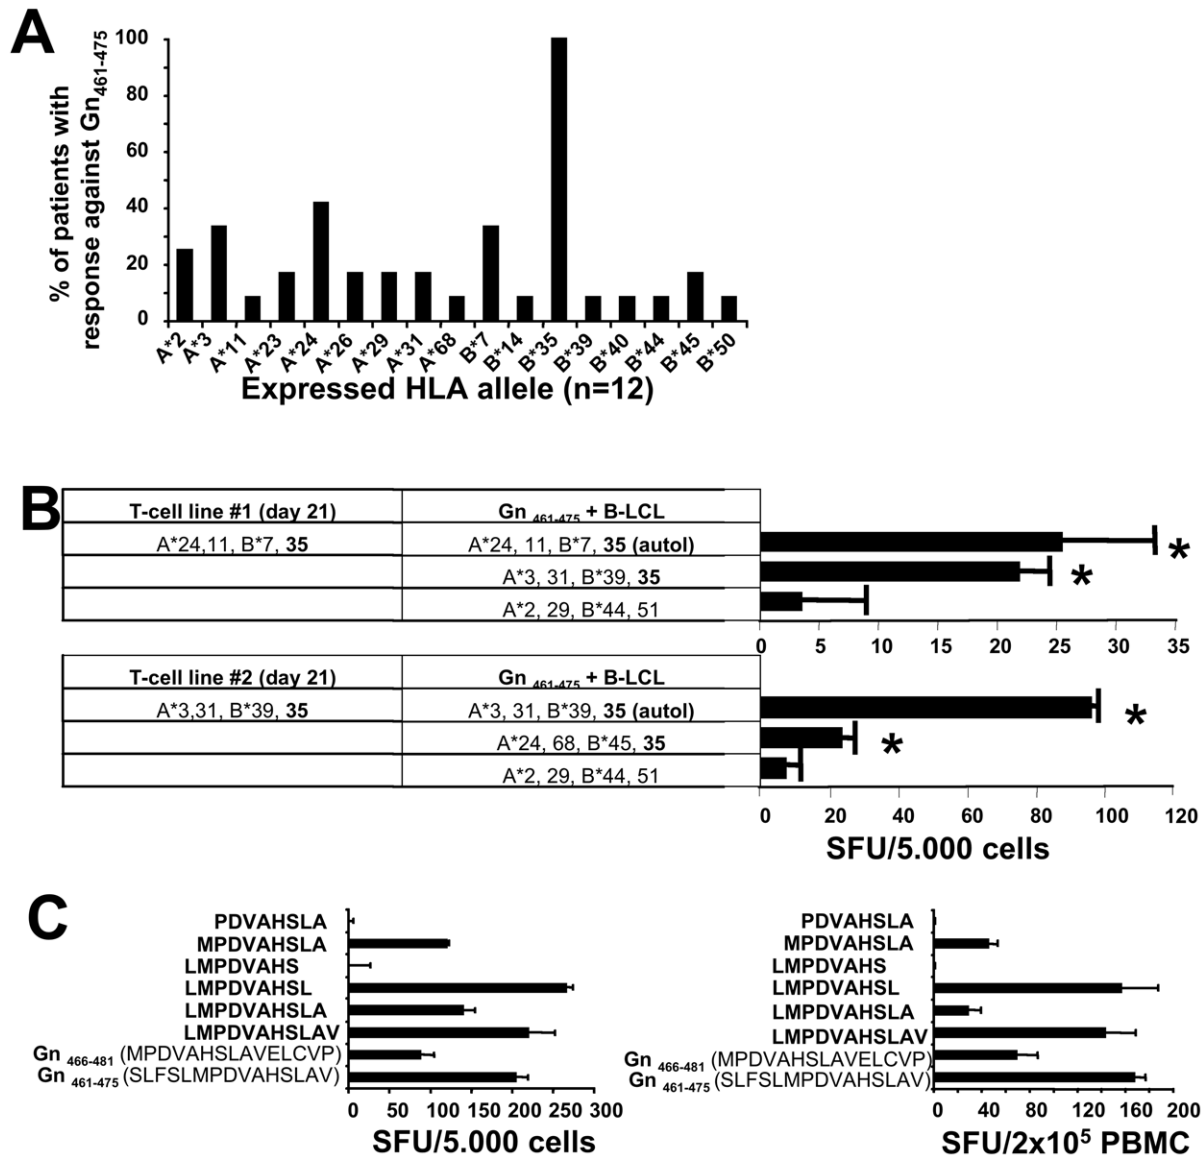 A
% of patients with
response against Gn461-475
100
80
60
40
20
0
A*2 A*3 A*11 A*23 A*24 A*26 A*29 A*31 A*68 B*7 B*14 B*35 B*39 B*40 B*44 B*45 B*50
Expressed HLA allele (n=12)
B
T-cell line #1 (day 21) Gn 461-475 + B-LCL
A*24,11, B*7, 35 A*24, 11, B*7, 35 (autol)
*
A*3, 31, B*39, 35
*
A*2, 29, B*44, 51
0 5 10 15 20 25 30 35
T-cell line #2 (day 21) Gn 461-475 + B-LCL
A*3,31, B*39, 35 A*3, 31, B*39, 35 (autol)
*
A*24, 68, B*45, 35
*
A*2, 29, B*44, 51
0 20 40 60 80 100 120
SFU/5.000 cells
C
PDVAHSLA
MPDVAHSLA
LMPDVAHS
LMPDVAHSL
LMPDVAHSLA
LMPDVAHSLAV
Gn 466-481 (MPDVAHSLAVELCVP)
Gn 461-475 (SLFSLMPDVAHSLAV)
0 50 100 150 200 250 300
SFU/5.000 cells
PDVAHSLA
MPDVAHSLA
LMPDVAHS
LMPDVAHSL
LMPDVAHSLA
LMPDVAHSLAV
Gn 466-481 (MPDVAHSLAVELCVP)
Gn 461-475 (SLFSLMPDVAHSLAV)
0 40 80 120 160 200
SFU/2x10⁵ PBMC